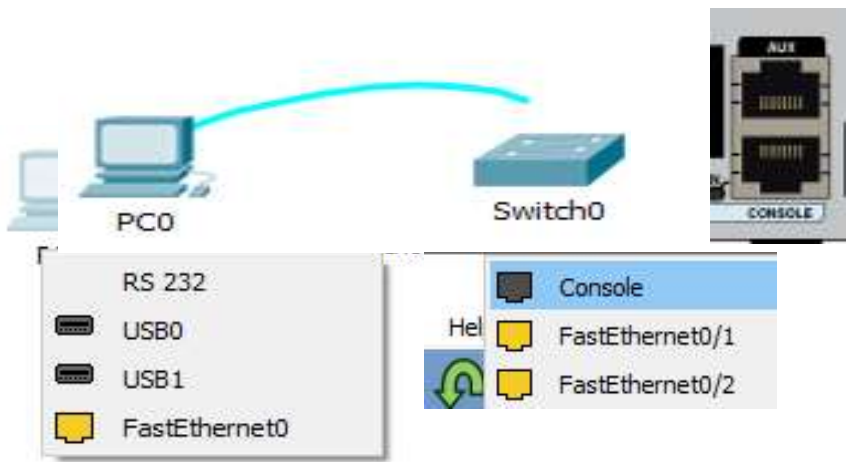 AUX
CONSOLE
PC0
Switch0
RS 232
USB0
USB1
FastEthernet0
Hel
Console
FastEthernet0/1
FastEthernet0/2